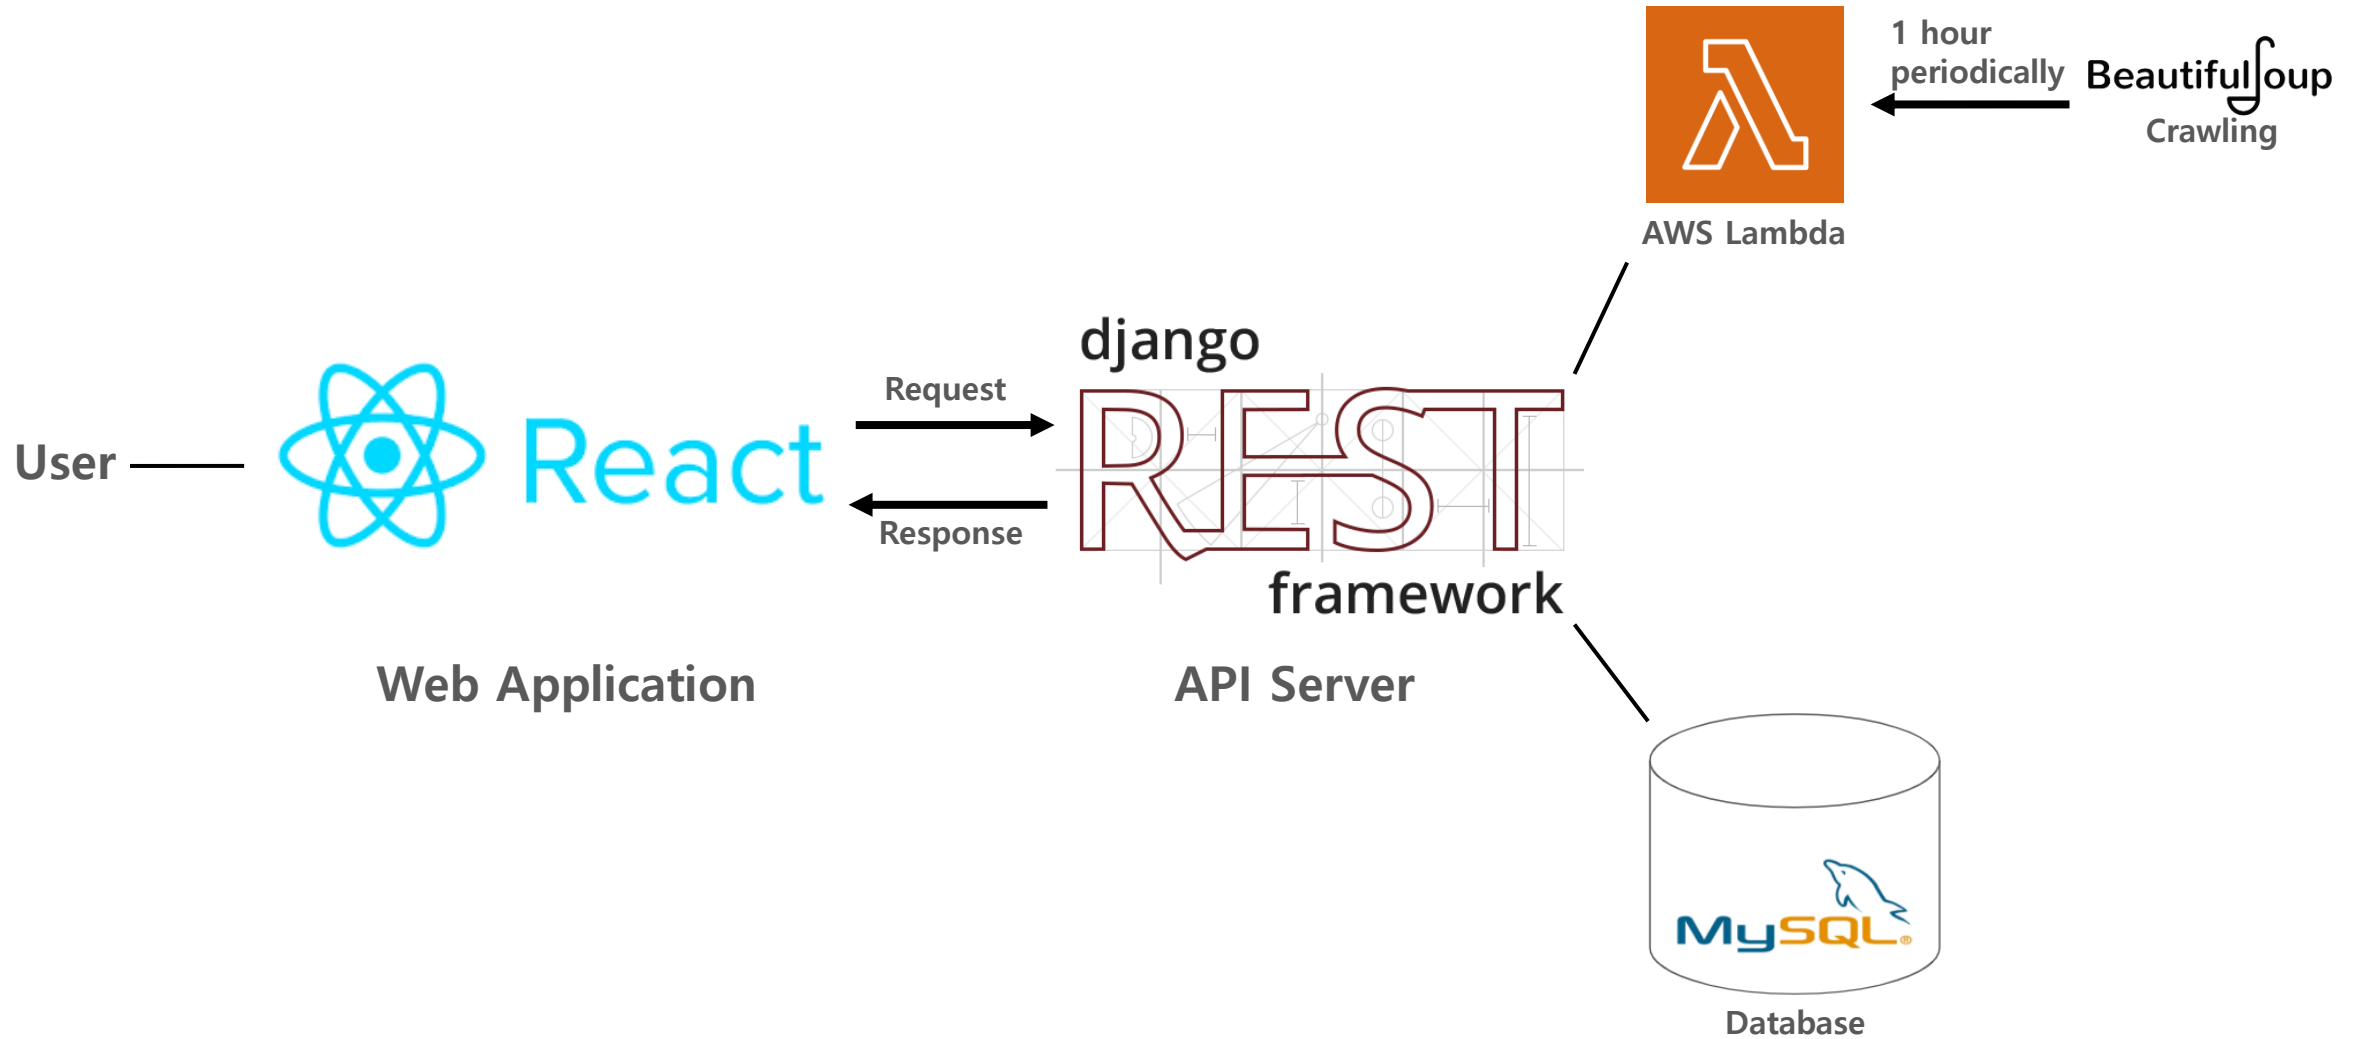 1 hour
periodically
BeautifulSoup
Crawling
AWS Lambda
django
REST
framework
Request
User
React
Response
Web Application
API Server
MySQL®
Database